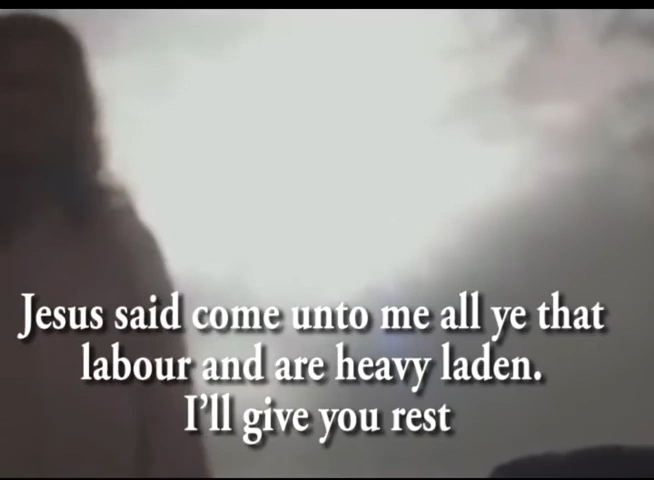 Jesus said come unto me all ye that
labour and are heavy laden.
I'll give you rest